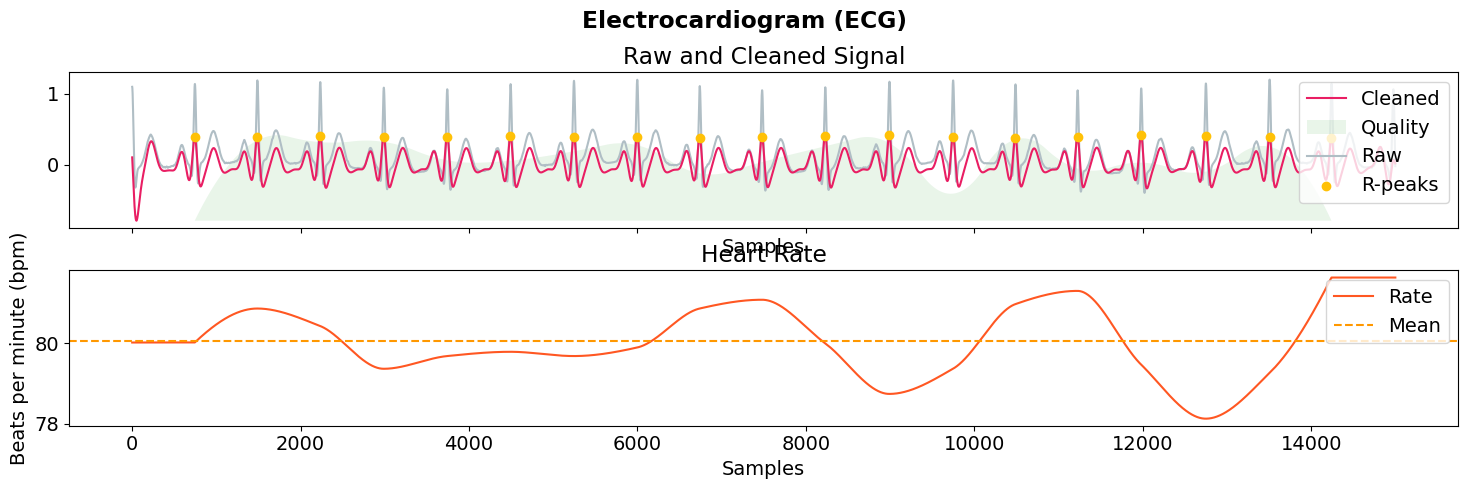 Electrocardiogram (ECG)
Raw and Cleaned Signal
1
0
Cleaned
Quality
Raw
R-peaks
Samples
Heart Rate
Beats per minute (bpm)
80
78
Rate
Mean
0 2000 4000 6000 8000 10000 12000 14000
Samples